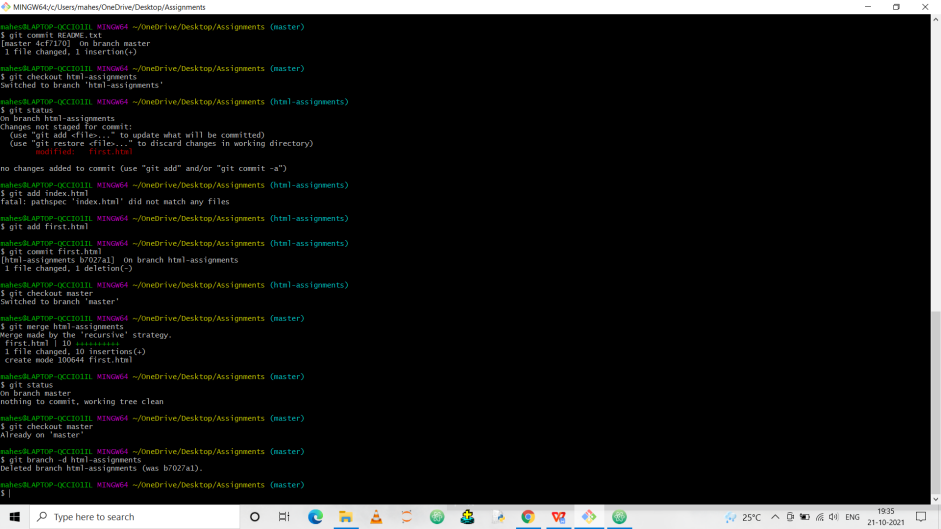 MINGW64:/c/Users/mahes/OneDrive/Desktop/Assignments
mahes@LAPTOP-QCCIO1IL MINGW64 ~/OneDrive/Desktop/Assignments (master)
$ git commit README.txt
[master 4cf7170]  On branch master
 1 file changed, 1 insertion(+)
mahes@LAPTOP-QCCIO1IL MINGW64 ~/OneDrive/Desktop/Assignments (master)
$ git checkout html-assignments
Switched to branch 'html-assignments'
mahes@LAPTOP-QCCIO1IL MINGW64 ~/OneDrive/Desktop/Assignments (html-assignments)
$ git status
On branch html-assignments
Changes not staged for commit:
  (use "git add <file>..." to update what will be committed)
  (use "git restore <file>..." to discard changes in working directory)
        modified:   first.html
no changes added to commit (use "git add" and/or "git commit -a")
mahes@LAPTOP-QCCIO1IL MINGW64 ~/OneDrive/Desktop/Assignments (html-assignments)
$ git add index.html
fatal: pathspec 'index.html' did not match any files
mahes@LAPTOP-QCCIO1IL MINGW64 ~/OneDrive/Desktop/Assignments (html-assignments)
$ git add first.html
mahes@LAPTOP-QCCIO1IL MINGW64 ~/OneDrive/Desktop/Assignments (html-assignments)
$ git commit first.html
[html-assignments b7027a1]  On branch html-assignments
 1 file changed, 1 deletion(-)
mahes@LAPTOP-QCCIO1IL MINGW64 ~/OneDrive/Desktop/Assignments (html-assignments)
$ git checkout master
Switched to branch 'master'
mahes@LAPTOP-QCCIO1IL MINGW64 ~/OneDrive/Desktop/Assignments (master)
$ git merge html-assignments
Merge made by the 'recursive' strategy.
 first.html | 10 ++++++++++
 1 file changed, 10 insertions(+)
 create mode 100644 first.html
mahes@LAPTOP-QCCIO1IL MINGW64 ~/OneDrive/Desktop/Assignments (master)
$ git status
On branch master
nothing to commit, working tree clean
mahes@LAPTOP-QCCIO1IL MINGW64 ~/OneDrive/Desktop/Assignments (master)
$ git checkout master
Already on 'master'
mahes@LAPTOP-QCCIO1IL MINGW64 ~/OneDrive/Desktop/Assignments (master)
$ git branch -d html-assignments
Deleted branch html-assignments (was b7027a1).
mahes@LAPTOP-QCCIO1IL MINGW64 ~/OneDrive/Desktop/Assignments (master)
$
Type here to search
25°C
ENG
19:35
21-10-2021